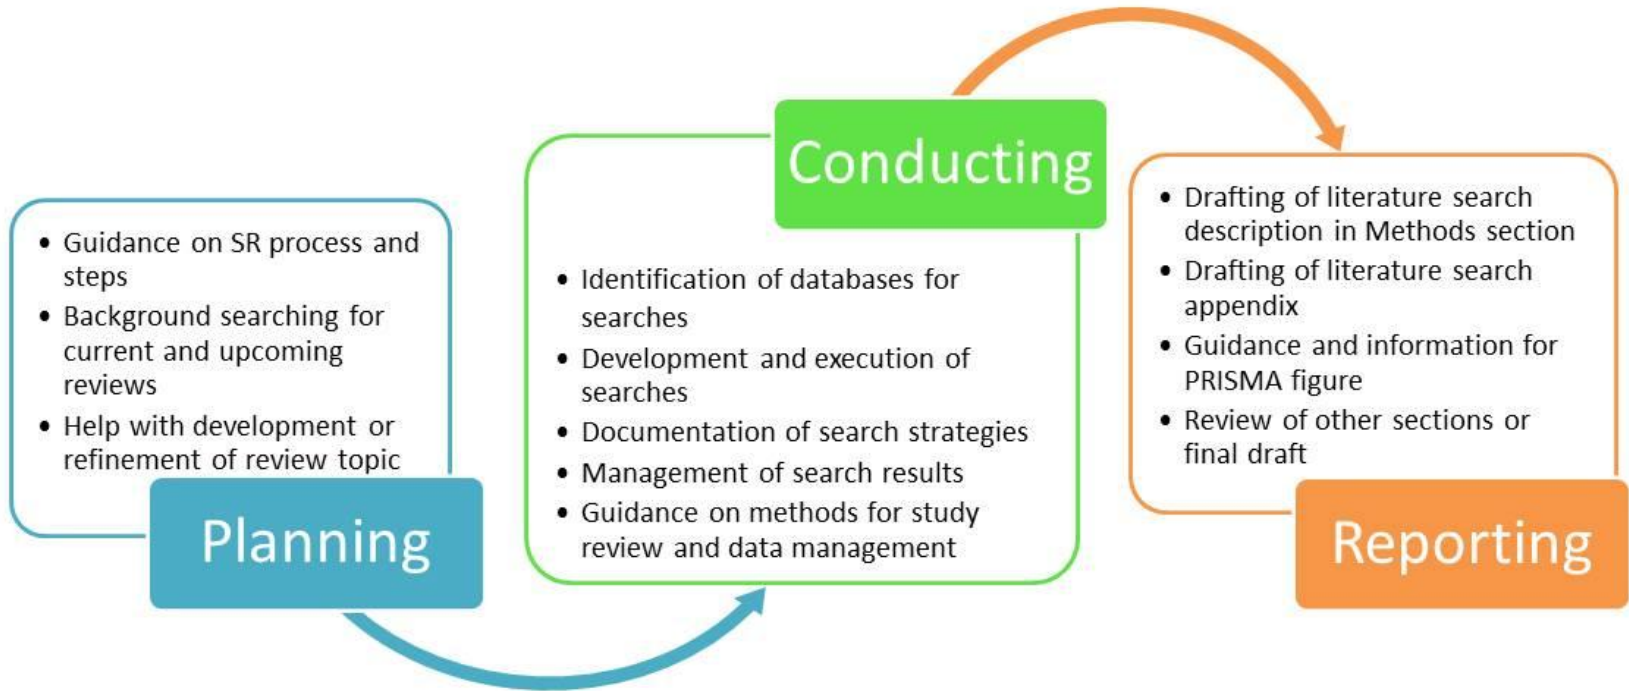 • Guidance on SR process and
steps
• Background searching for
current and upcoming
reviews
• Help with development or
refinement of review topic
Planning
Conducting
• Identification of databases for
searches
• Development and execution of
searches
• Documentation of search strategies
• Management of search results
• Guidance on methods for study
review and data management
• Drafting of literature search
description in Methods section
• Drafting of literature search
appendix
• Guidance and information for
PRISMA figure
• Review of other sections or
final draft
Reporting